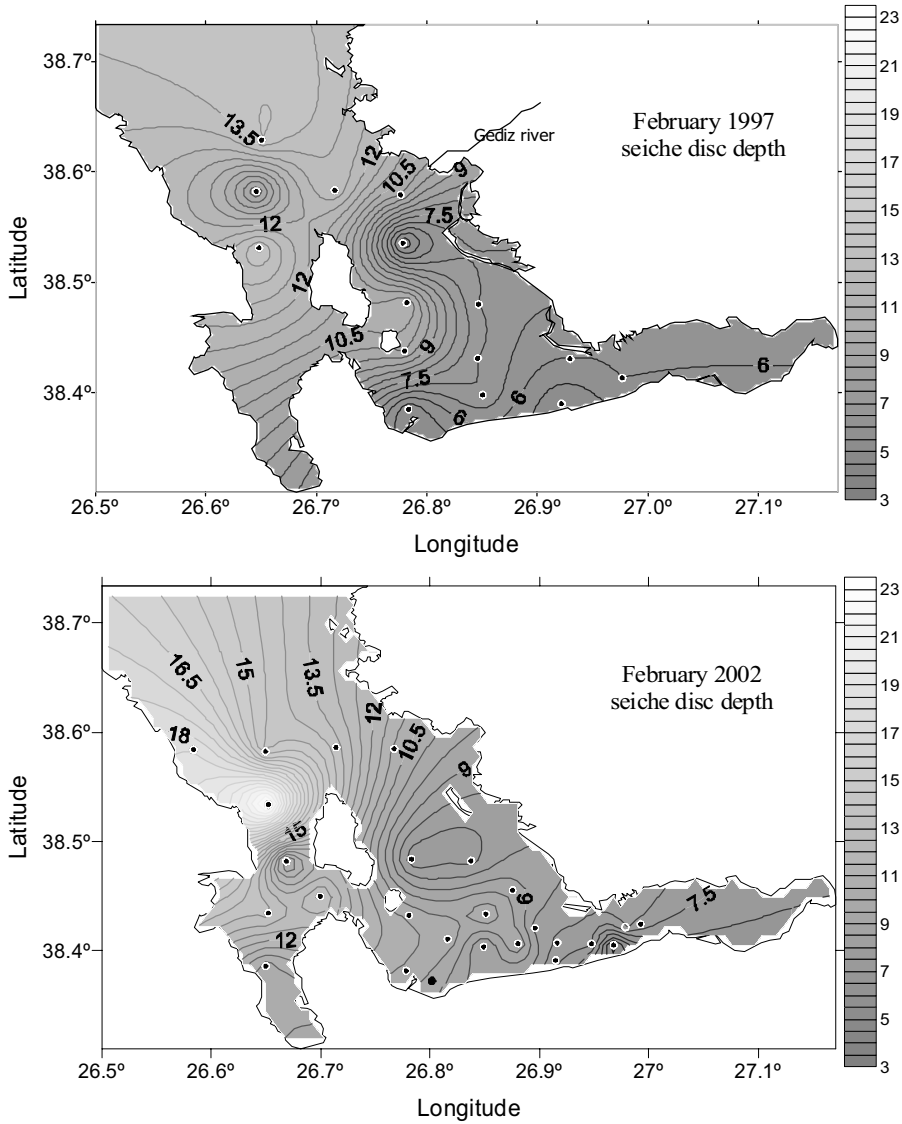 38.7º
38.6º
38.5º
38.4º
Latitude
26.5º 26.6º 26.7º 26.8º 26.9º 27.0º 27.1º
Longitude
February 1997
seiche disc depth
Gediz river
13.5
12
10.5
9
7.5
12
12
10.5
9
7.5
6
6
6
23
21
19
17
15
13
11
9
7
5
3
38.7º
38.6º
38.5º
38.4º
Latitude
26.5º 26.6º 26.7º 26.8º 26.9º 27.0º 27.1º
Longitude
February 2002
seiche disc depth
16.5
15
13.5
12
10.5
18
9
15
9
7.5
12
23
21
19
17
15
13
11
9
7
5
3